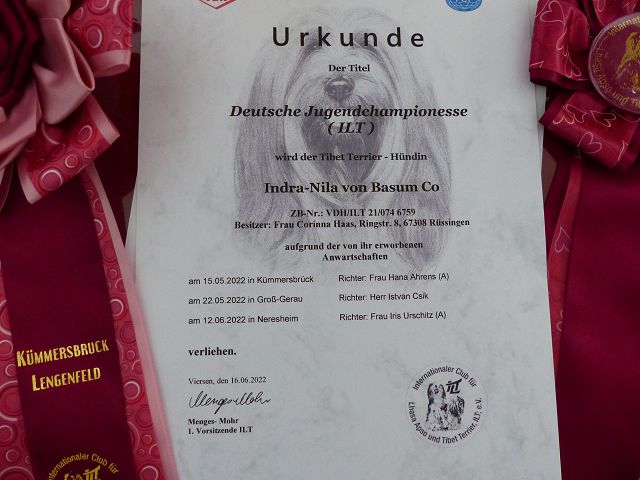 Urkunde
Der Titel
Deutsche Jugendchampionesse
( ILT )
wird der Tibet Terrier - Hündin
Indra-Nila von Basum Co
ZB-Nr.: VDH/ILT 21/074 6759
Besitzer: Frau Corinna Haas, Ringstr. 8, 67308 Rüssingen
aufgrund der von ihr erworbenen
Anwartschaften
am 15.05.2022 in Kümmersbrück Richter: Frau Hana Ahrens (A)
am 22.05.2022 in Groß-Gerau Richter: Herr Istvan Csik
am 12.06.2022 in Neresheim Richter: Frau Iris Urschitz (A)
verliehen.
Viersen, den 16.06.2022
Menges- Mohr
1. Vorsitzende ILT
Internationaler Club für
ILT
Lhasa Apso und Tibet Terrier, ILT. e.V.
KÜMMERSBRUCK
LENGENFELD
Internationaler Club für